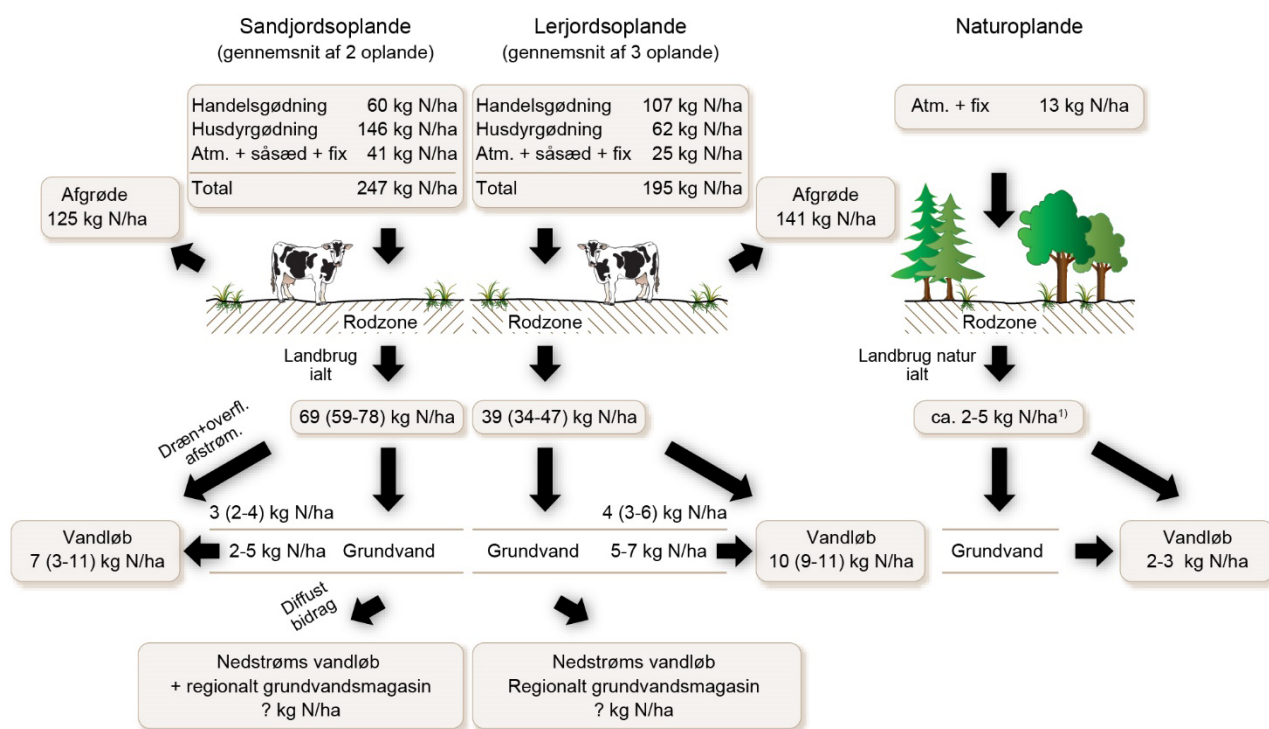 Sandjordsoplande
(gennemsnit af 2 oplande)
Handelsgødning 60 kg N/ha
Husdyrgødning 146 kg N/ha
Atm. + såsæd + fix 41 kg N/ha
Total 247 kg N/ha
Lerjordsoplande
(gennemsnit af 3 oplande)
Handelsgødning 107 kg N/ha
Husdyrgødning 62 kg N/ha
Atm. + såsæd + fix 25 kg N/ha
Total 195 kg N/ha
Naturoplande
Atm. + fix 13 kg N/ha
Afgrøde
125 kg N/ha
Afgrøde
141 kg N/ha
Rodzone
Rodzone
Rodzone
Landbrug
ialt
Landbrug natur
ialt
69 (59-78) kg N/ha
39 (34-47) kg N/ha
ca. 2-5 kg N/ha1)
Dræn+overfl.
afstrøm.
3 (2-4) kg N/ha
4 (3-6) kg N/ha
Vandløb
7 (3-11) kg N/ha
2-5 kg N/ha
Grundvand
Grundvand
5-7 kg N/ha
Vandløb
10 (9-11) kg N/ha
Grundvand
Vandløb
2-3 kg N/ha
Diffust
bidrag
Nedstrøms vandløb
+ regionalt grundvandsmagasin
? kg N/ha
Nedstrøms vandløb
Regionalt grundvandsmagasin
? kg N/ha